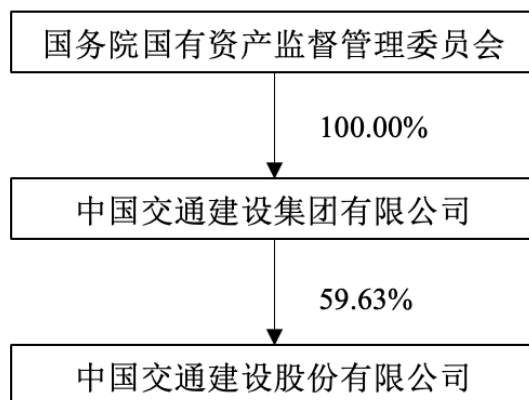 国务院国有资产监督管理委员会
100.00%
中国交通建设集团有限公司
59.63%
中国交通建设股份有限公司